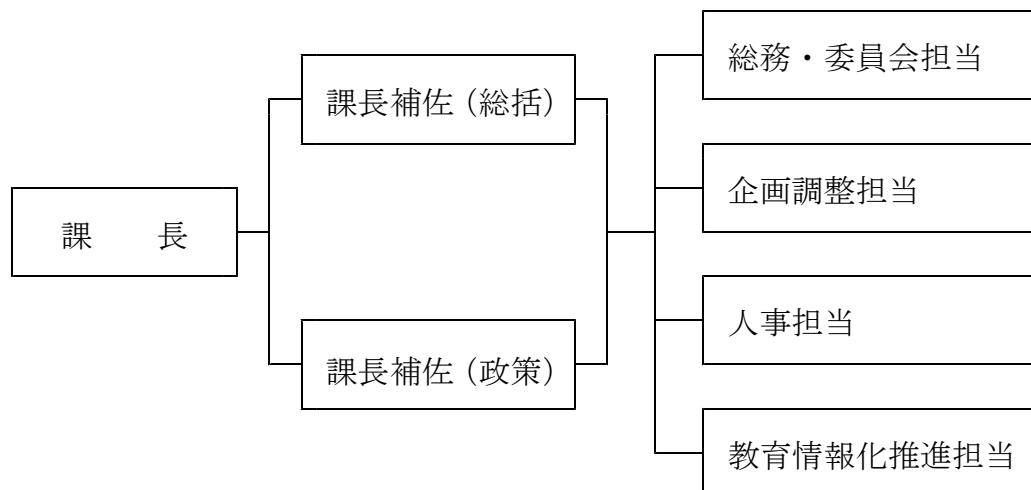 課　　長
課長補佐（総括）
課長補佐（政策）
総務・委員会担当
企画調整担当
人事担当
教育情報化推進担当